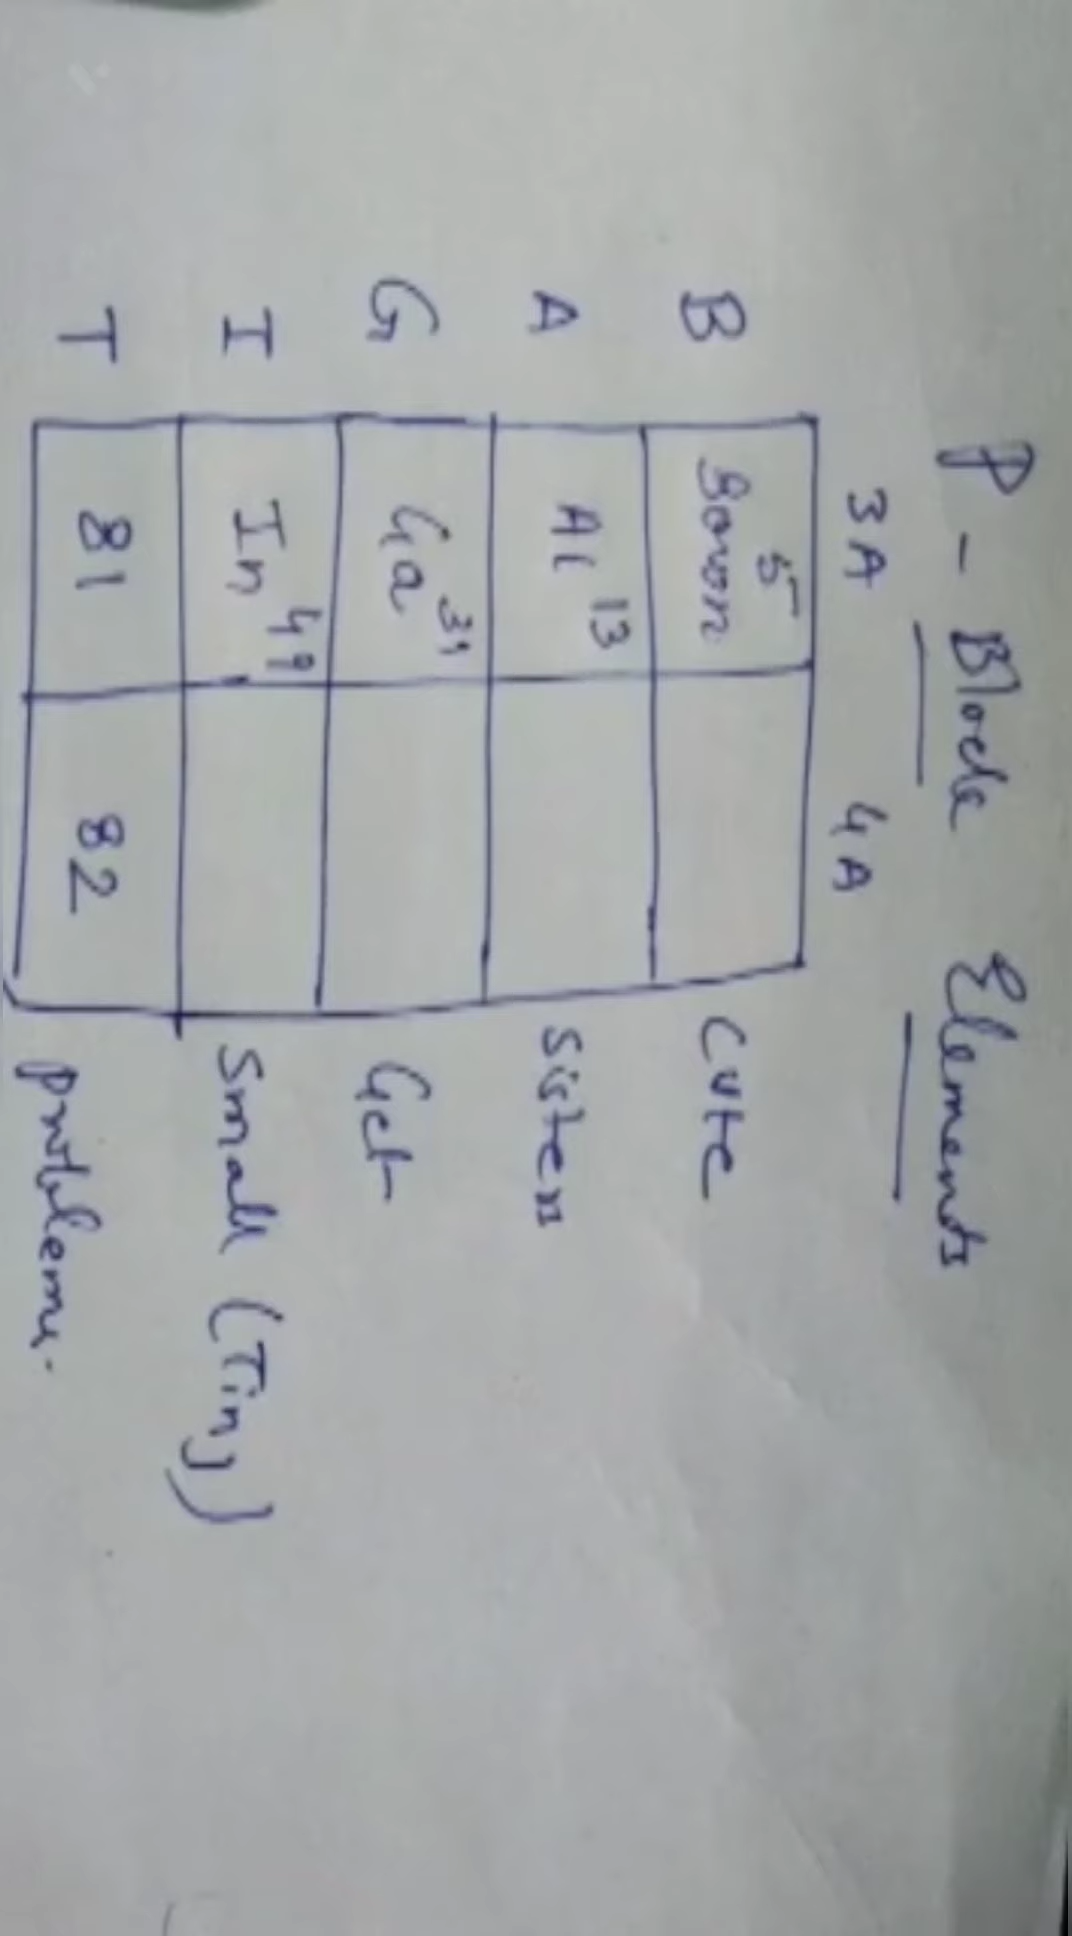 P - Block Elements
3A 4A
B Boron 5 Cute
A Al 13 Sister
G Ga 31 Get
I In 49 Small (Tiny)
T 81 82 problems.